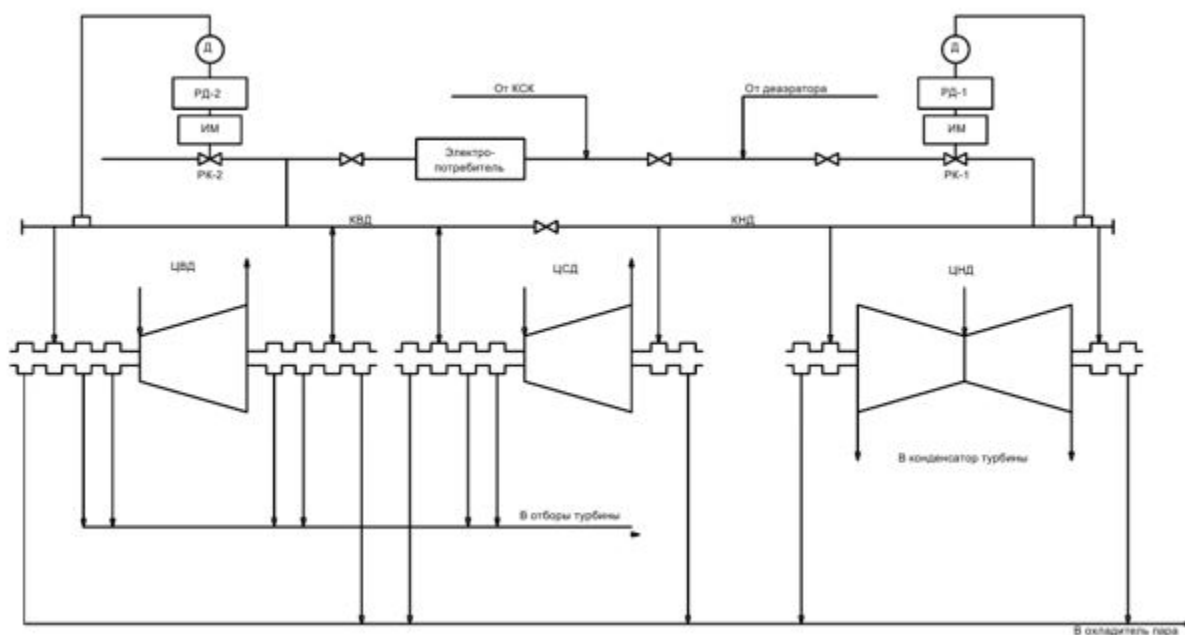 Д
Д
РД-2
РД-1
От КСК
От деаэратора
ИМ
ИМ
Электро-
потребитель
РК-2
РК-1
КВД
КНД
ЦВД
ЦСД
ЦНД
В конденсатор турбины
В отборы турбины
В охладитель пара